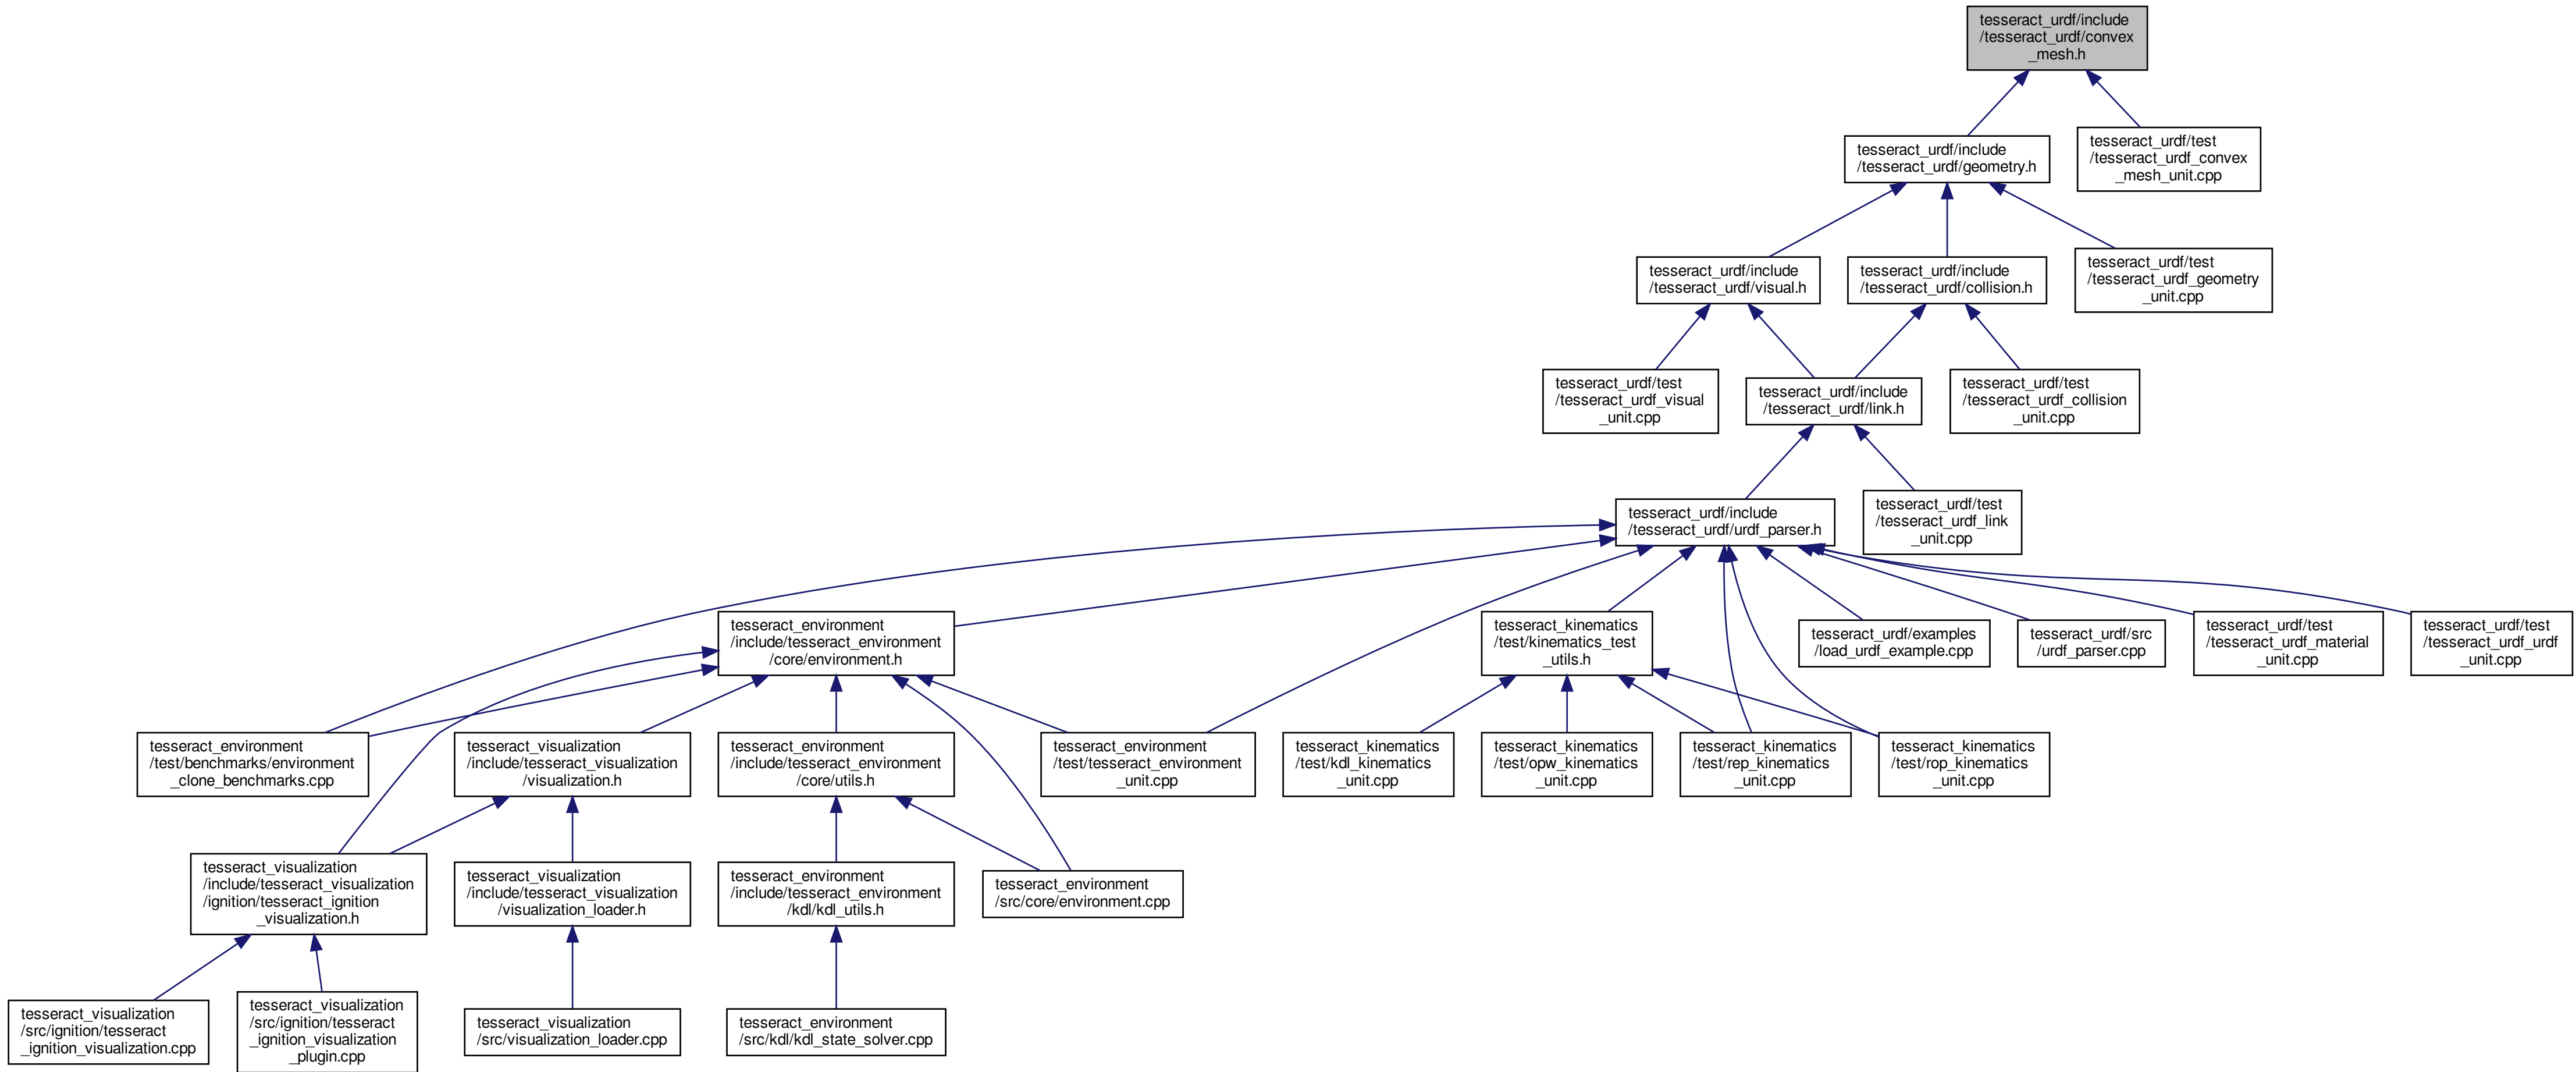 tesseract_urdf/include
/tesseract_urdf/convex
_mesh.h
tesseract_urdf/include
/tesseract_urdf/geometry.h
tesseract_urdf/test
/tesseract_urdf_convex
_mesh_unit.cpp
tesseract_urdf/include
/tesseract_urdf/visual.h
tesseract_urdf/include
/tesseract_urdf/collision.h
tesseract_urdf/test
/tesseract_urdf_geometry
_unit.cpp
tesseract_urdf/test
/tesseract_urdf_visual
_unit.cpp
tesseract_urdf/include
/tesseract_urdf/link.h
tesseract_urdf/test
/tesseract_urdf_collision
_unit.cpp
tesseract_urdf/include
/tesseract_urdf/urdf_parser.h
tesseract_urdf/test
/tesseract_urdf_link
_unit.cpp
tesseract_environment
/include/tesseract_environment
/core/environment.h
tesseract_kinematics
/test/kinematics_test
_utils.h
tesseract_urdf/examples
/load_urdf_example.cpp
tesseract_urdf/src
/urdf_parser.cpp
tesseract_urdf/test
/tesseract_urdf_material
_unit.cpp
tesseract_urdf/test
/tesseract_urdf_urdf
_unit.cpp
tesseract_environment
/test/benchmarks/environment
_clone_benchmarks.cpp
tesseract_visualization
/include/tesseract_visualization
/visualization.h
tesseract_environment
/include/tesseract_environment
/core/utils.h
tesseract_environment
/test/tesseract_environment
_unit.cpp
tesseract_kinematics
/test/kdl_kinematics
_unit.cpp
tesseract_kinematics
/test/opw_kinematics
_unit.cpp
tesseract_kinematics
/test/rep_kinematics
_unit.cpp
tesseract_kinematics
/test/rop_kinematics
_unit.cpp
tesseract_visualization
/include/tesseract_visualization
/ignition/tesseract_ignition
_visualization.h
tesseract_visualization
/include/tesseract_visualization
/visualization_loader.h
tesseract_environment
/include/tesseract_environment
/kdl/kdl_utils.h
tesseract_environment
/src/core/environment.cpp
tesseract_visualization
/src/ignition/tesseract
_ignition_visualization.cpp
tesseract_visualization
/src/ignition/tesseract
_ignition_visualization
_plugin.cpp
tesseract_visualization
/src/visualization_loader.cpp
tesseract_environment
/src/kdl/kdl_state_solver.cpp